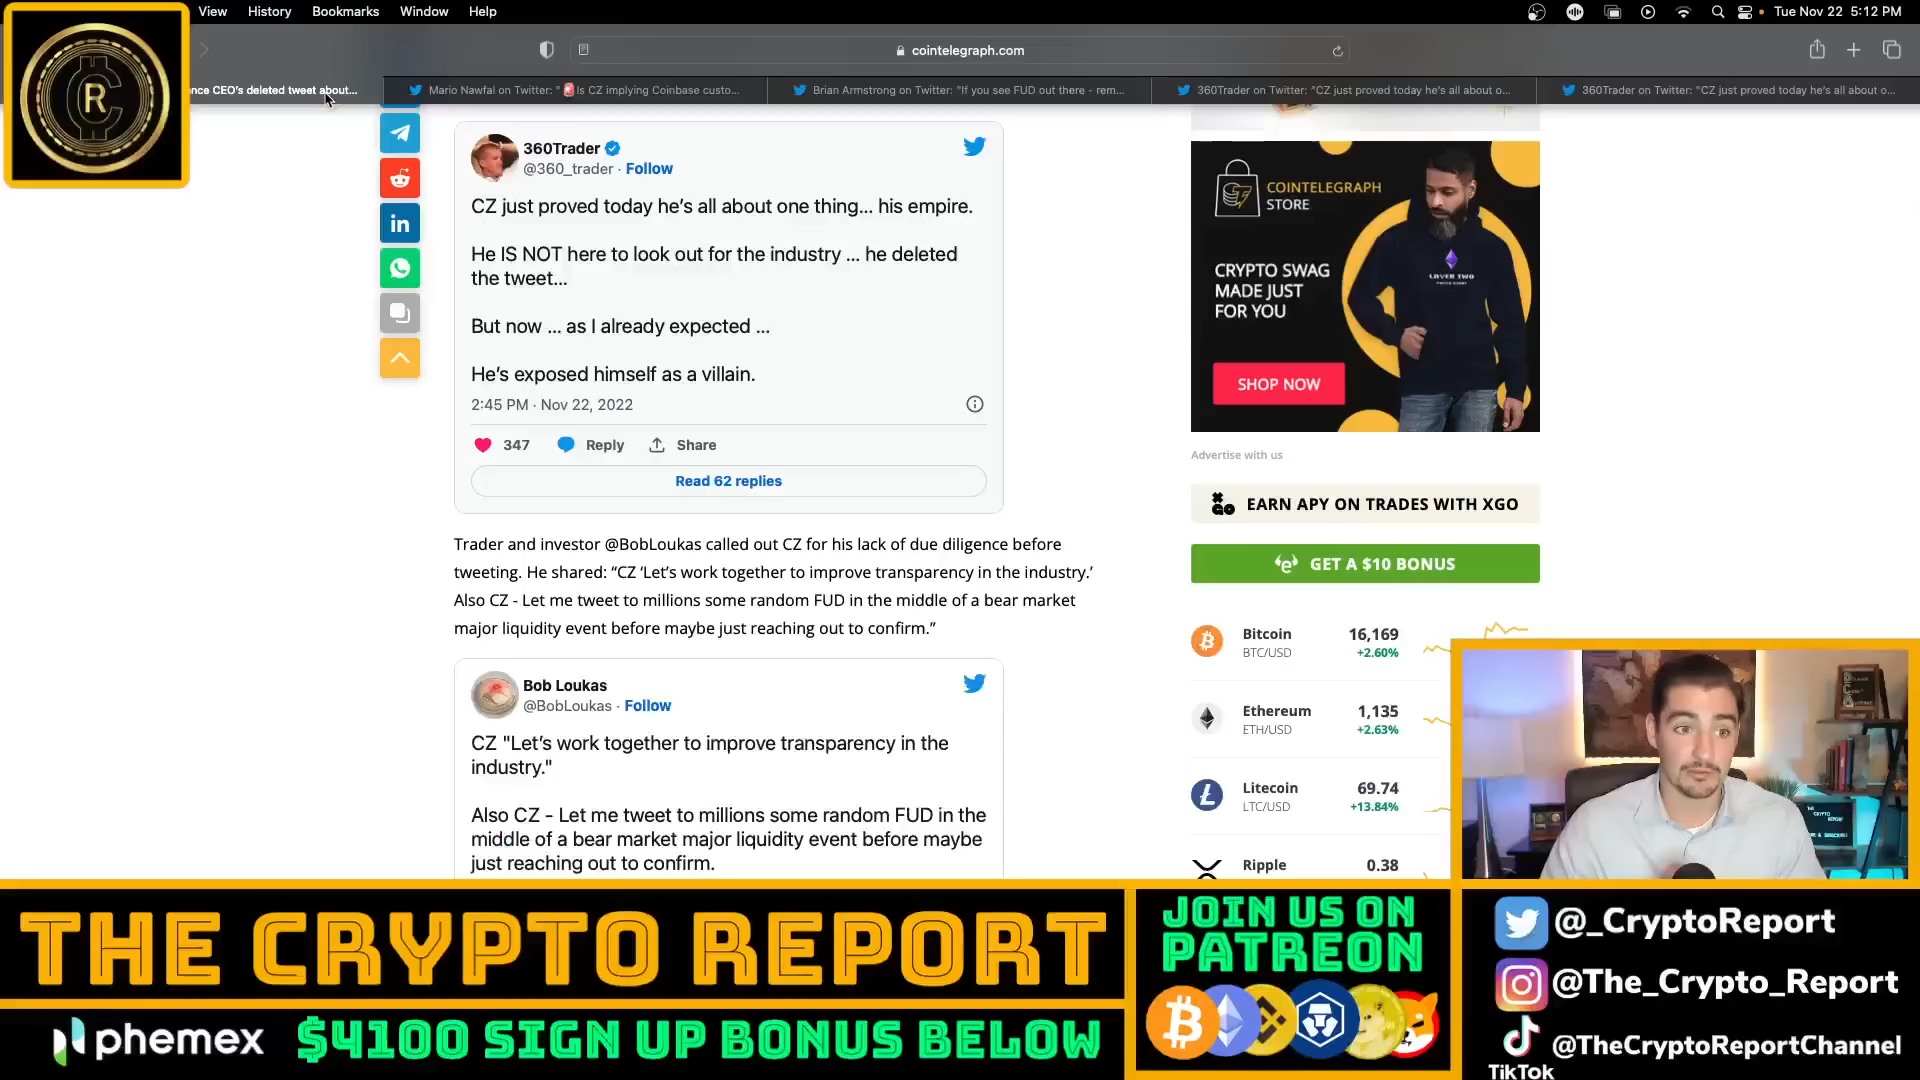 View History Bookmarks Window Help
Tue Nov 22 5:12 PM
cointelegraph.com
nce CEO's deleted tweet about...
Mario Nawfal on Twitter: "🚨Is CZ implying Coinbase custo...
Brian Armstrong on Twitter: "If you see FUD out there - rem...
360Trader on Twitter: "CZ just proved today he's all about o...
360Trader on Twitter: "CZ just proved today he's all about o...
R
360Trader
@360_trader · Follow
CZ just proved today he's all about one thing... his empire.
He IS NOT here to look out for the industry ... he deleted
the tweet...
But now ... as I already expected ...
He's exposed himself as a villain.
2:45 PM · Nov 22, 2022
347 Reply Share
Read 62 replies
Trader and investor @BobLoukas called out CZ for his lack of due diligence before
tweeting. He shared: “CZ ‘Let’s work together to improve transparency in the industry.’
Also CZ - Let me tweet to millions some random FUD in the middle of a bear market
major liquidity event before maybe just reaching out to confirm.”
Bob Loukas
@BobLoukas · Follow
CZ "Let's work together to improve transparency in the
industry."
Also CZ - Let me tweet to millions some random FUD in the
middle of a bear market major liquidity event before maybe
just reaching out to confirm.
COINTELEGRAPH
STORE
CRYPTO SWAG
MADE JUST
FOR YOU
SHOP NOW
LAYER TWO
Advertise with us
XGO
EARN APY ON TRADES WITH XGO
GET A $10 BONUS
Bitcoin 16,169
BTC/USD +2.60%
Ethereum 1,135
ETH/USD +2.63%
Litecoin 69.74
LTC/USD +13.84%
Ripple 0.38
THE CRYPTO REPORT
phemex $4100 SIGN UP BONUS BELOW
JOIN US ON
PATREON
@_CryptoReport
@The_Crypto_Report
@TheCryptoReportChannel
TikTok